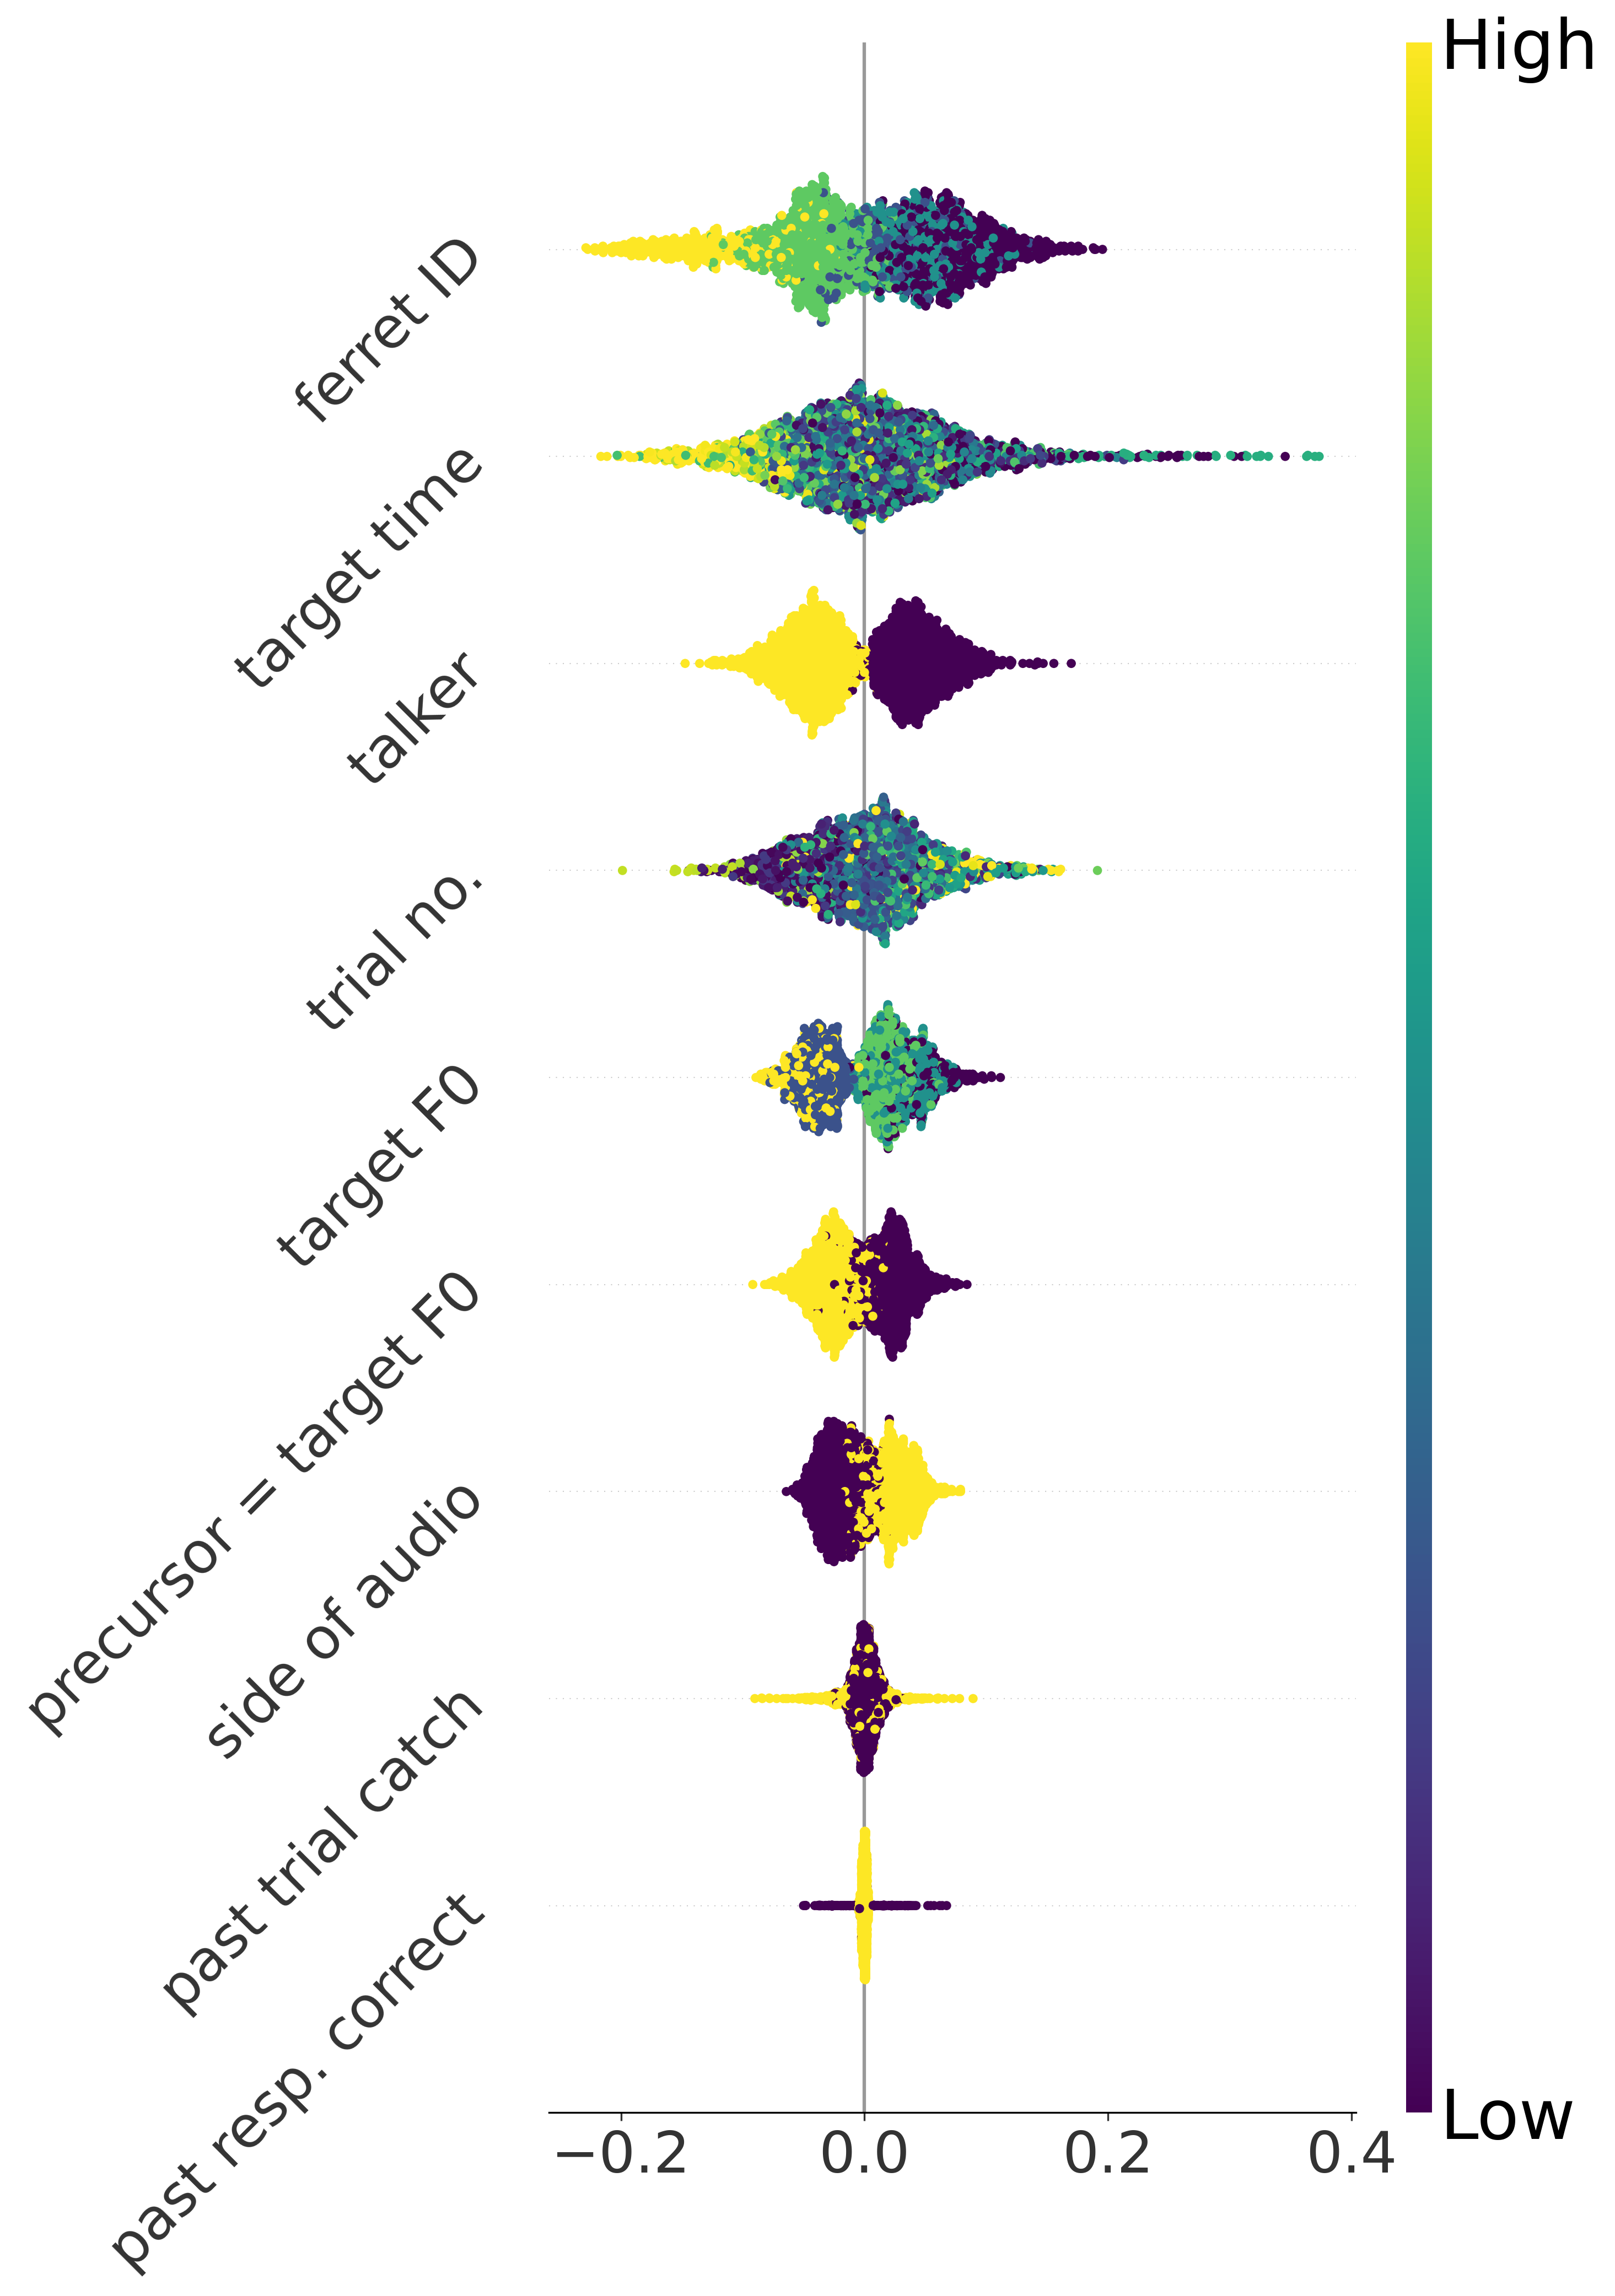 High
ferret ID
target time
talker
trial no.
target F0
precursor = target F0
side of audio
past trial catch
past resp. correct
Low
−0.2 0.0 0.2 0.4